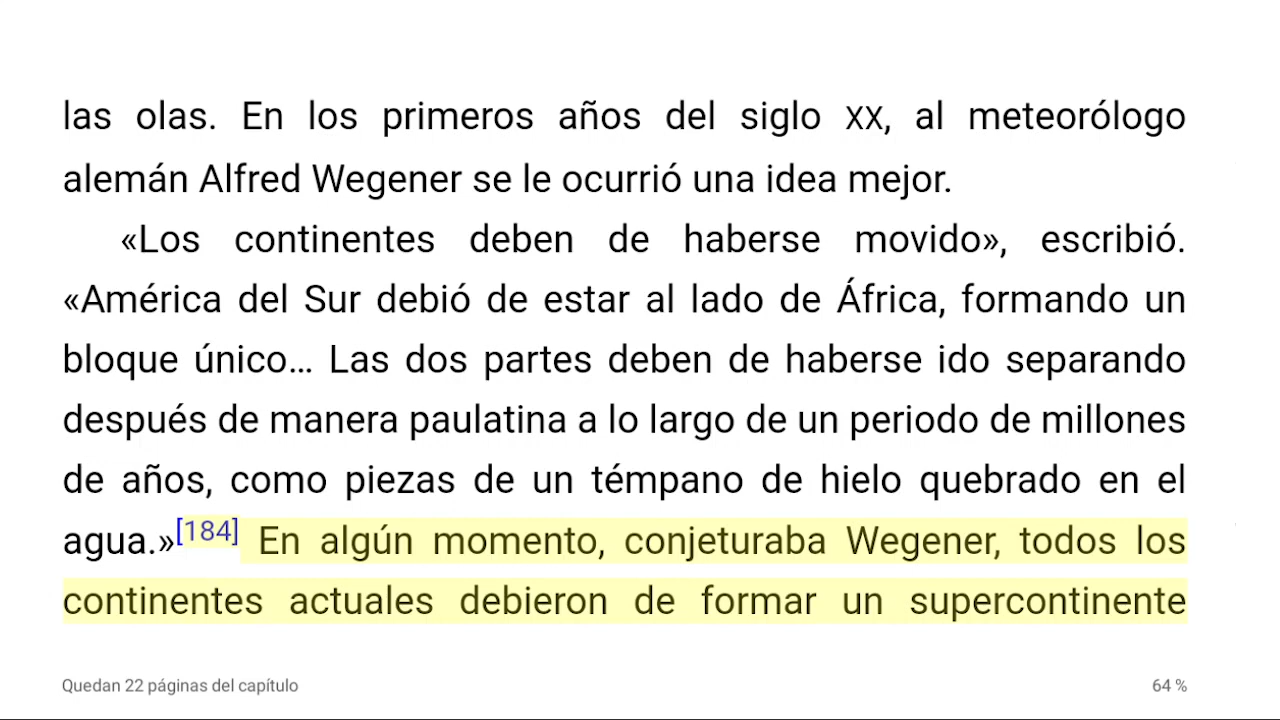 las olas. En los primeros años del siglo XX, al meteorólogo
alemán Alfred Wegener se le ocurrió una idea mejor.
«Los continentes deben de haberse movido», escribió.
«América del Sur debió de estar al lado de África, formando un
bloque único… Las dos partes deben de haberse ido separando
después de manera paulatina a lo largo de un periodo de millones
de años, como piezas de un témpano de hielo quebrado en el
agua.»[184] En algún momento, conjeturaba Wegener, todos los
continentes actuales debieron de formar un supercontinente
Quedan 22 páginas del capítulo
64 %